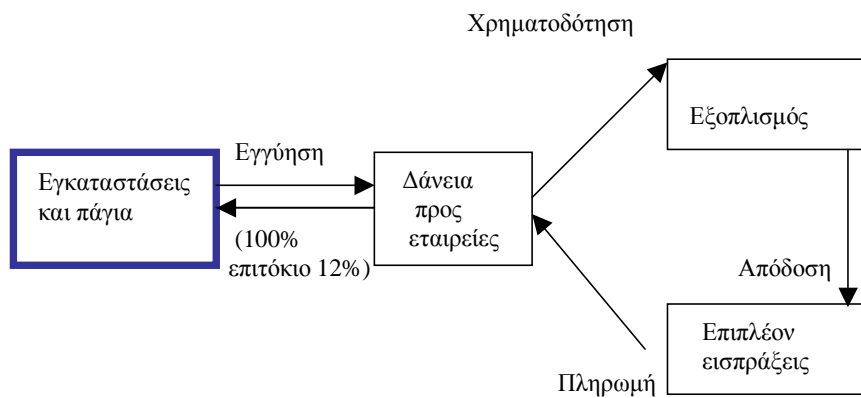 Χρηματοδότηση
Εξοπλισμός
Εγγύηση
Εγκαταστάσεις
και πάγια
Δάνεια
προς
εταιρείες
(100%
επιτόκιο 12%)
Απόδοση
Επιπλέον
εισπράξεις
Πληρωμή